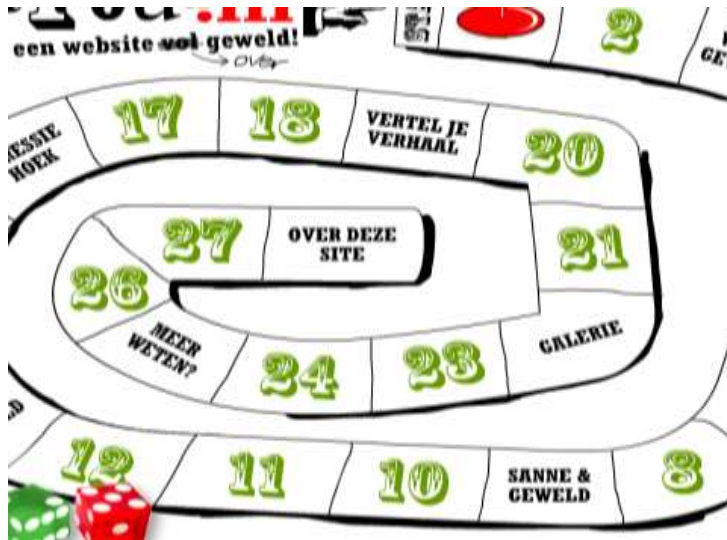 een website vol geweld!
over
2
17
18
VERTEL JE
VERHAAL
20
HOEK
27
OVER DEZE
SITE
21
26
MEER
WETEN?
24
23
GALERIE
12
11
10
SANNE &
GEWELD
8